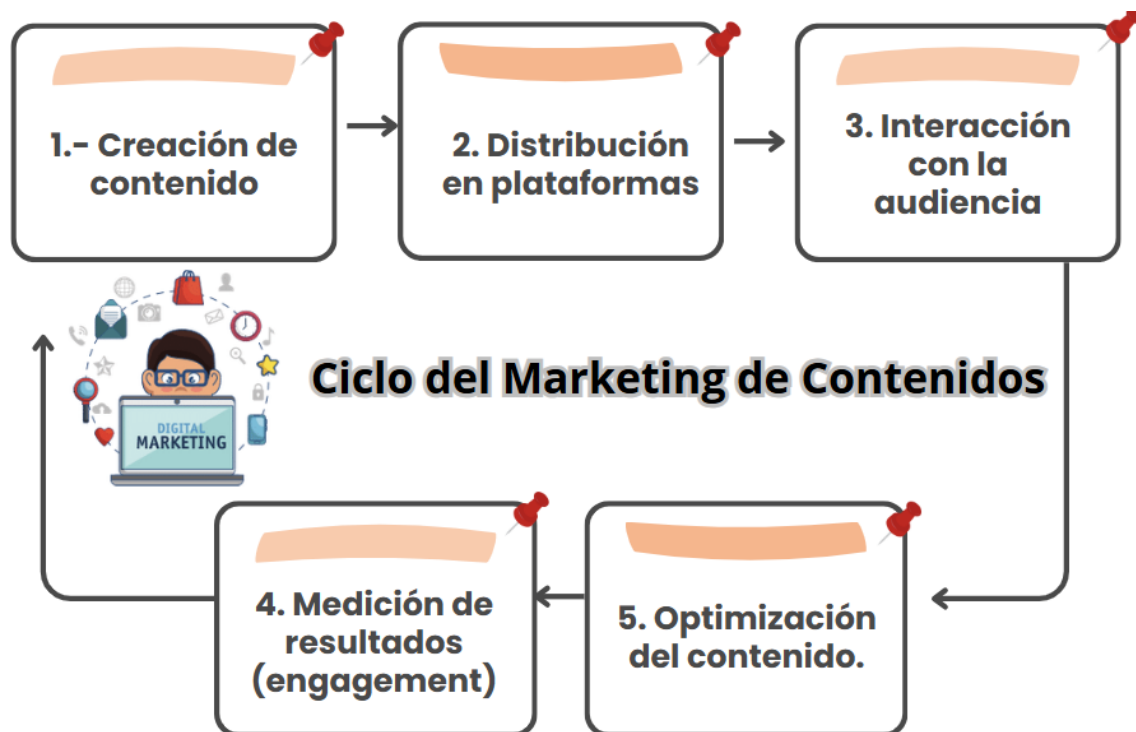 1.- Creación de
contenido
2. Distribución
en plataformas
3. Interacción
con la
audiencia
DIGITAL
MARKETING
Ciclo del Marketing de Contenidos
4. Medición de
resultados
(engagement)
5. Optimización
del contenido.